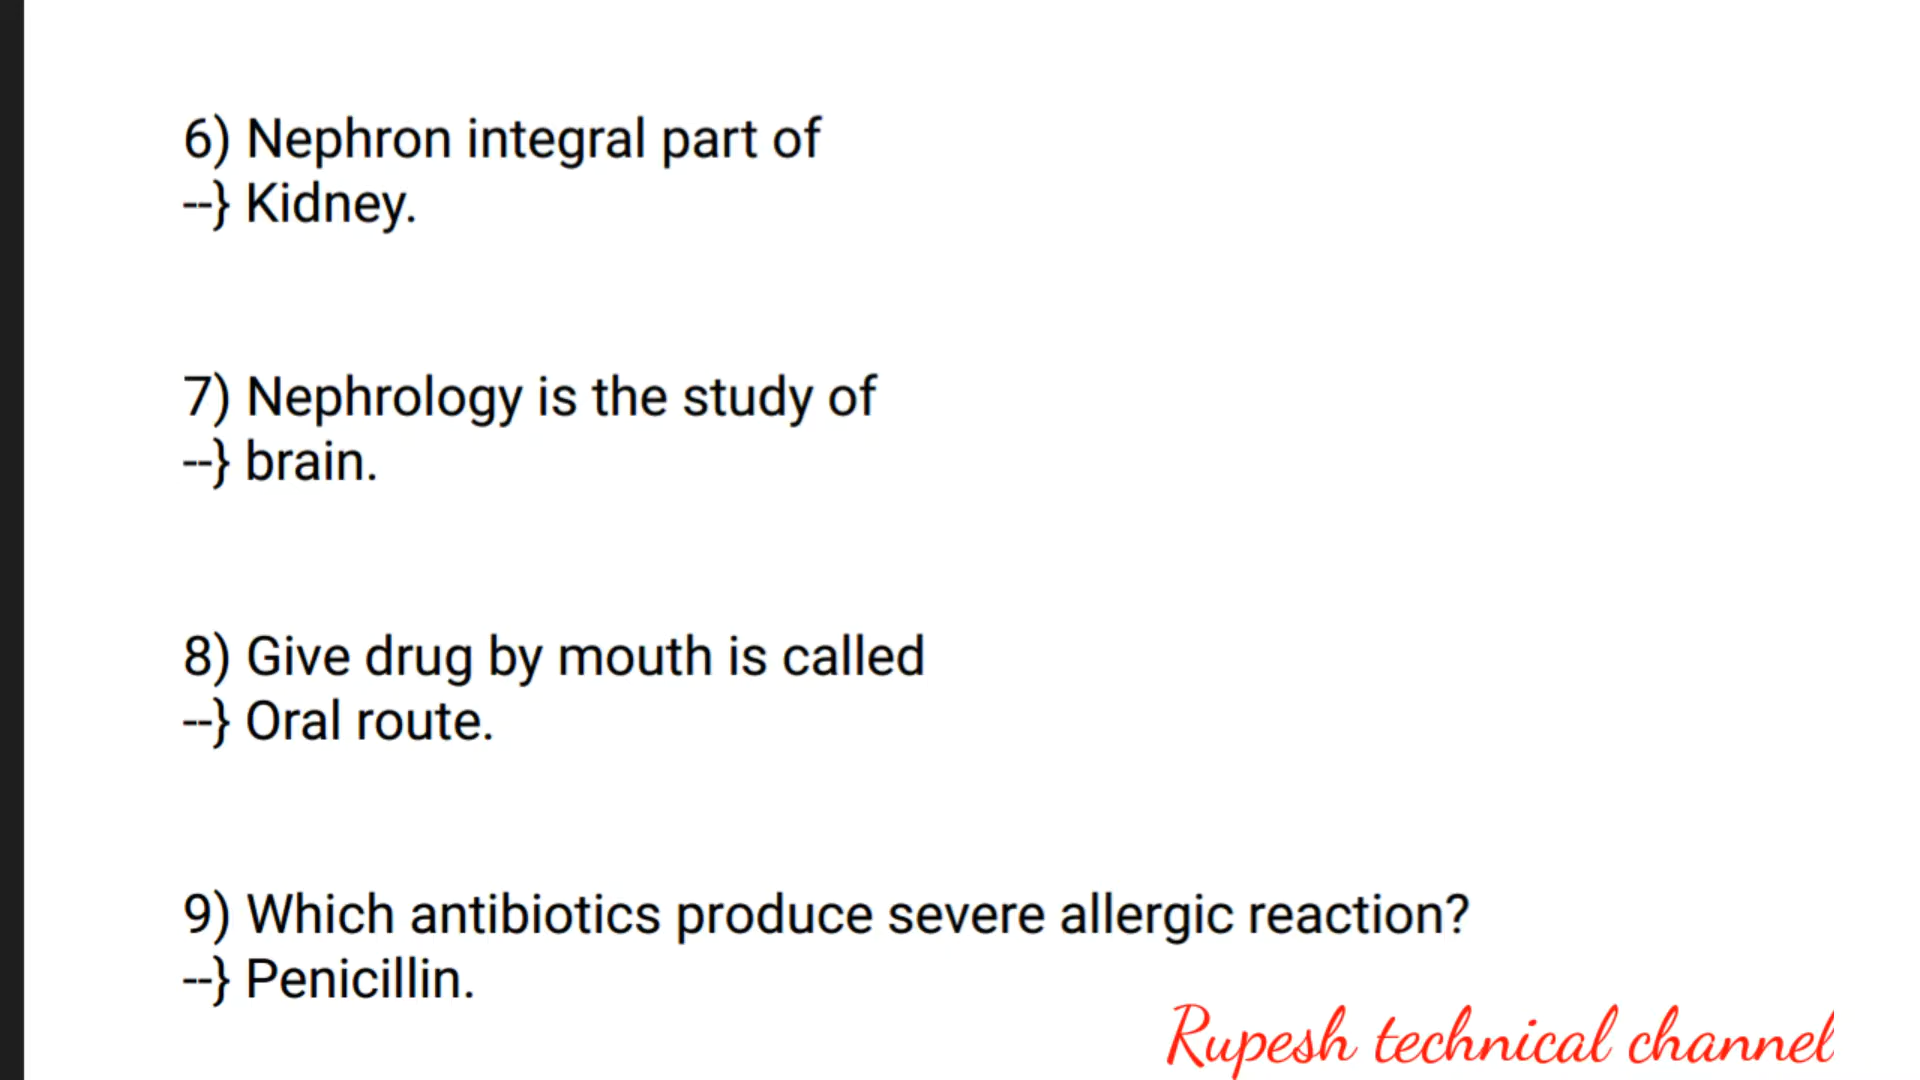 6) Nephron integral part of
--} Kidney.
7) Nephrology is the study of
--} brain.
8) Give drug by mouth is called
--} Oral route.
9) Which antibiotics produce severe allergic reaction?
--} Penicillin.
Rupesh technical channel